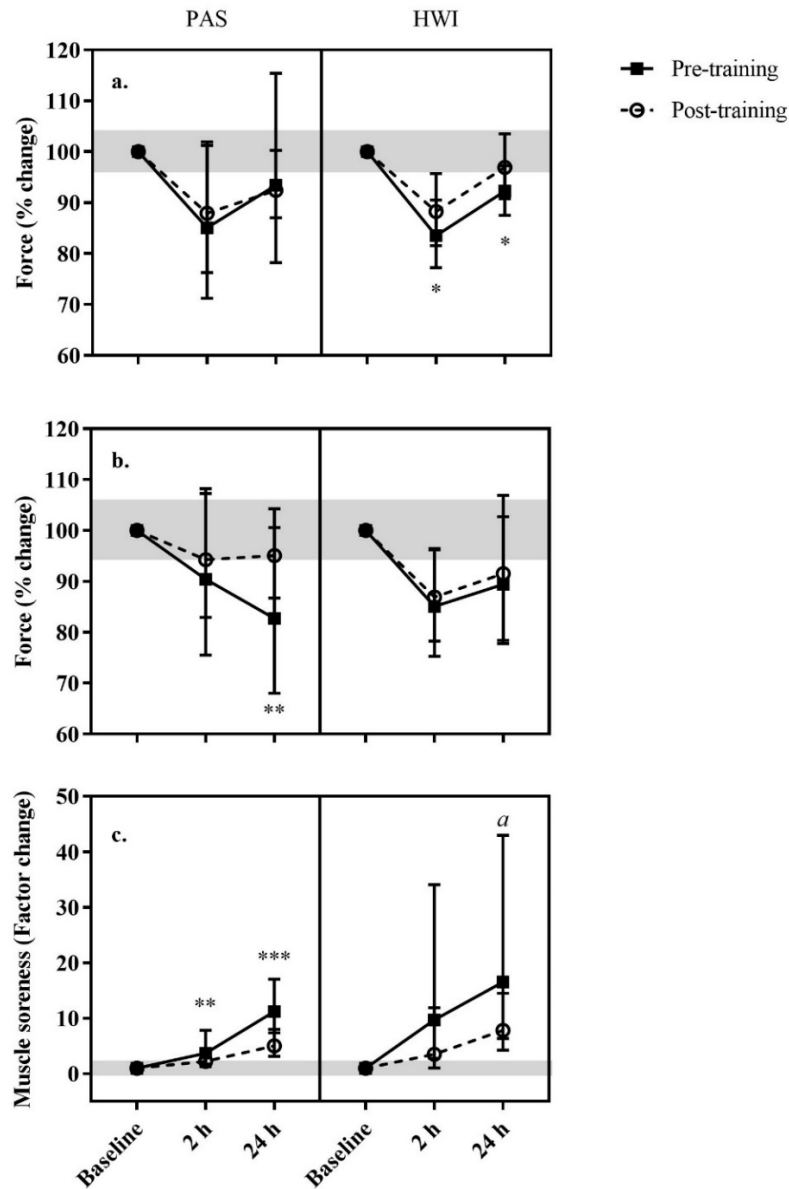 PAS HWI
Pre-training
Post-training
a.
Force (% change)
120
110
100
90
80
70
60
* *
b.
Force (% change)
120
110
100
90
80
70
60
**
c.
Muscle soreness (Factor change)
50
40
30
20
10
0
** *** a
Baseline 2 h 24 h Baseline 2 h 24 h